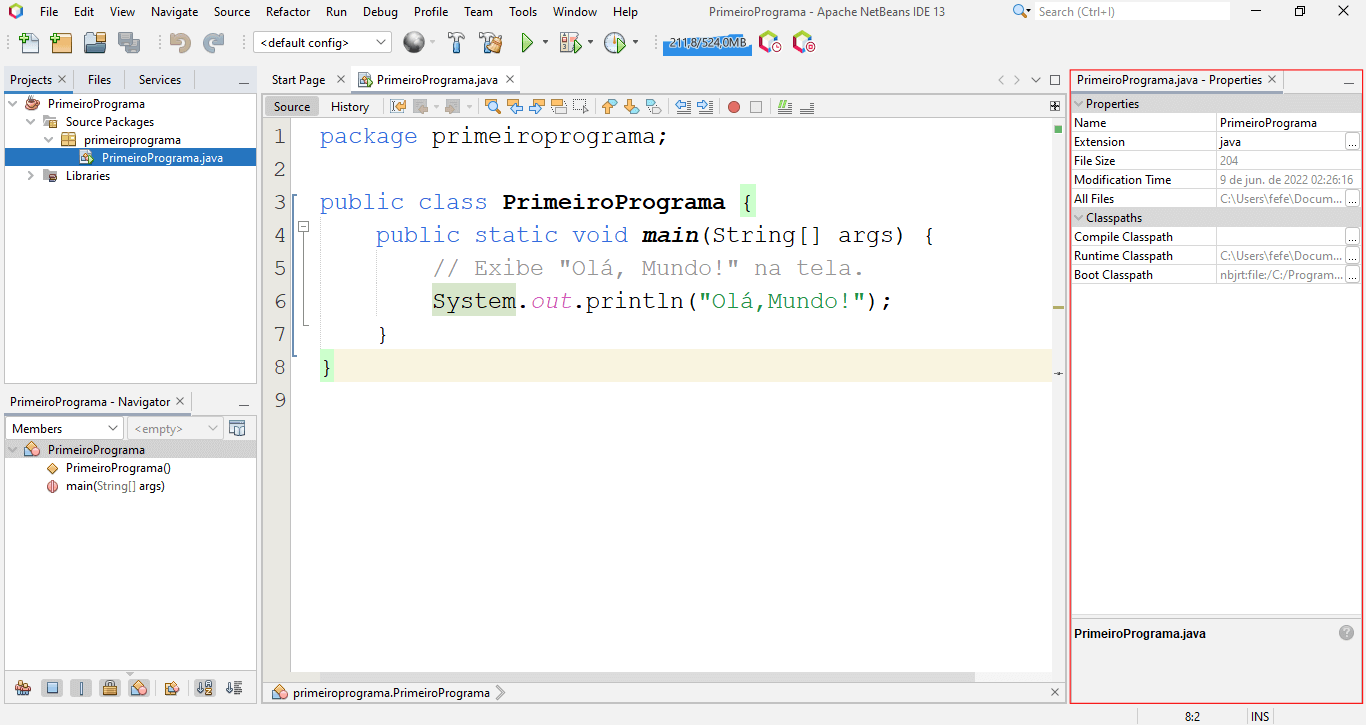 File Edit View Navigate Source Refactor Run Debug Profile Team Tools Window Help
PrimeiroPrograma - Apache NetBeans IDE 13
Search (Ctrl+I)
<default config>
211,8/524,0MB
Projects
Files
Services
PrimeiroPrograma
Source Packages
primeiroprograma
PrimeiroPrograma.java
Libraries
PrimeiroPrograma - Navigator
Members
<empty>
PrimeiroPrograma
PrimeiroPrograma()
main(String[] args)
Start Page
PrimeiroPrograma.java
Source
History
1 package primeiroprograma;
2
3 public class PrimeiroPrograma {
4 public static void main(String[] args) {
5 // Exibe "Olá, Mundo!" na tela.
6 System.out.println("Olá,Mundo!");
7 }
8 }
9
primeiroprograma.PrimeiroPrograma
PrimeiroPrograma.java - Properties
Properties
Name PrimeiroPrograma
Extension java ...
File Size 204
Modification Time 9 de jun. de 2022 02:26:16
All Files C:\Users\fefe\Docum... ...
Classpaths
Compile Classpath ...
Runtime Classpath C:\Users\fefe\Docum... ...
Boot Classpath nbjrt:file:/C:/Program... ...
PrimeiroPrograma.java
?
8:2
INS